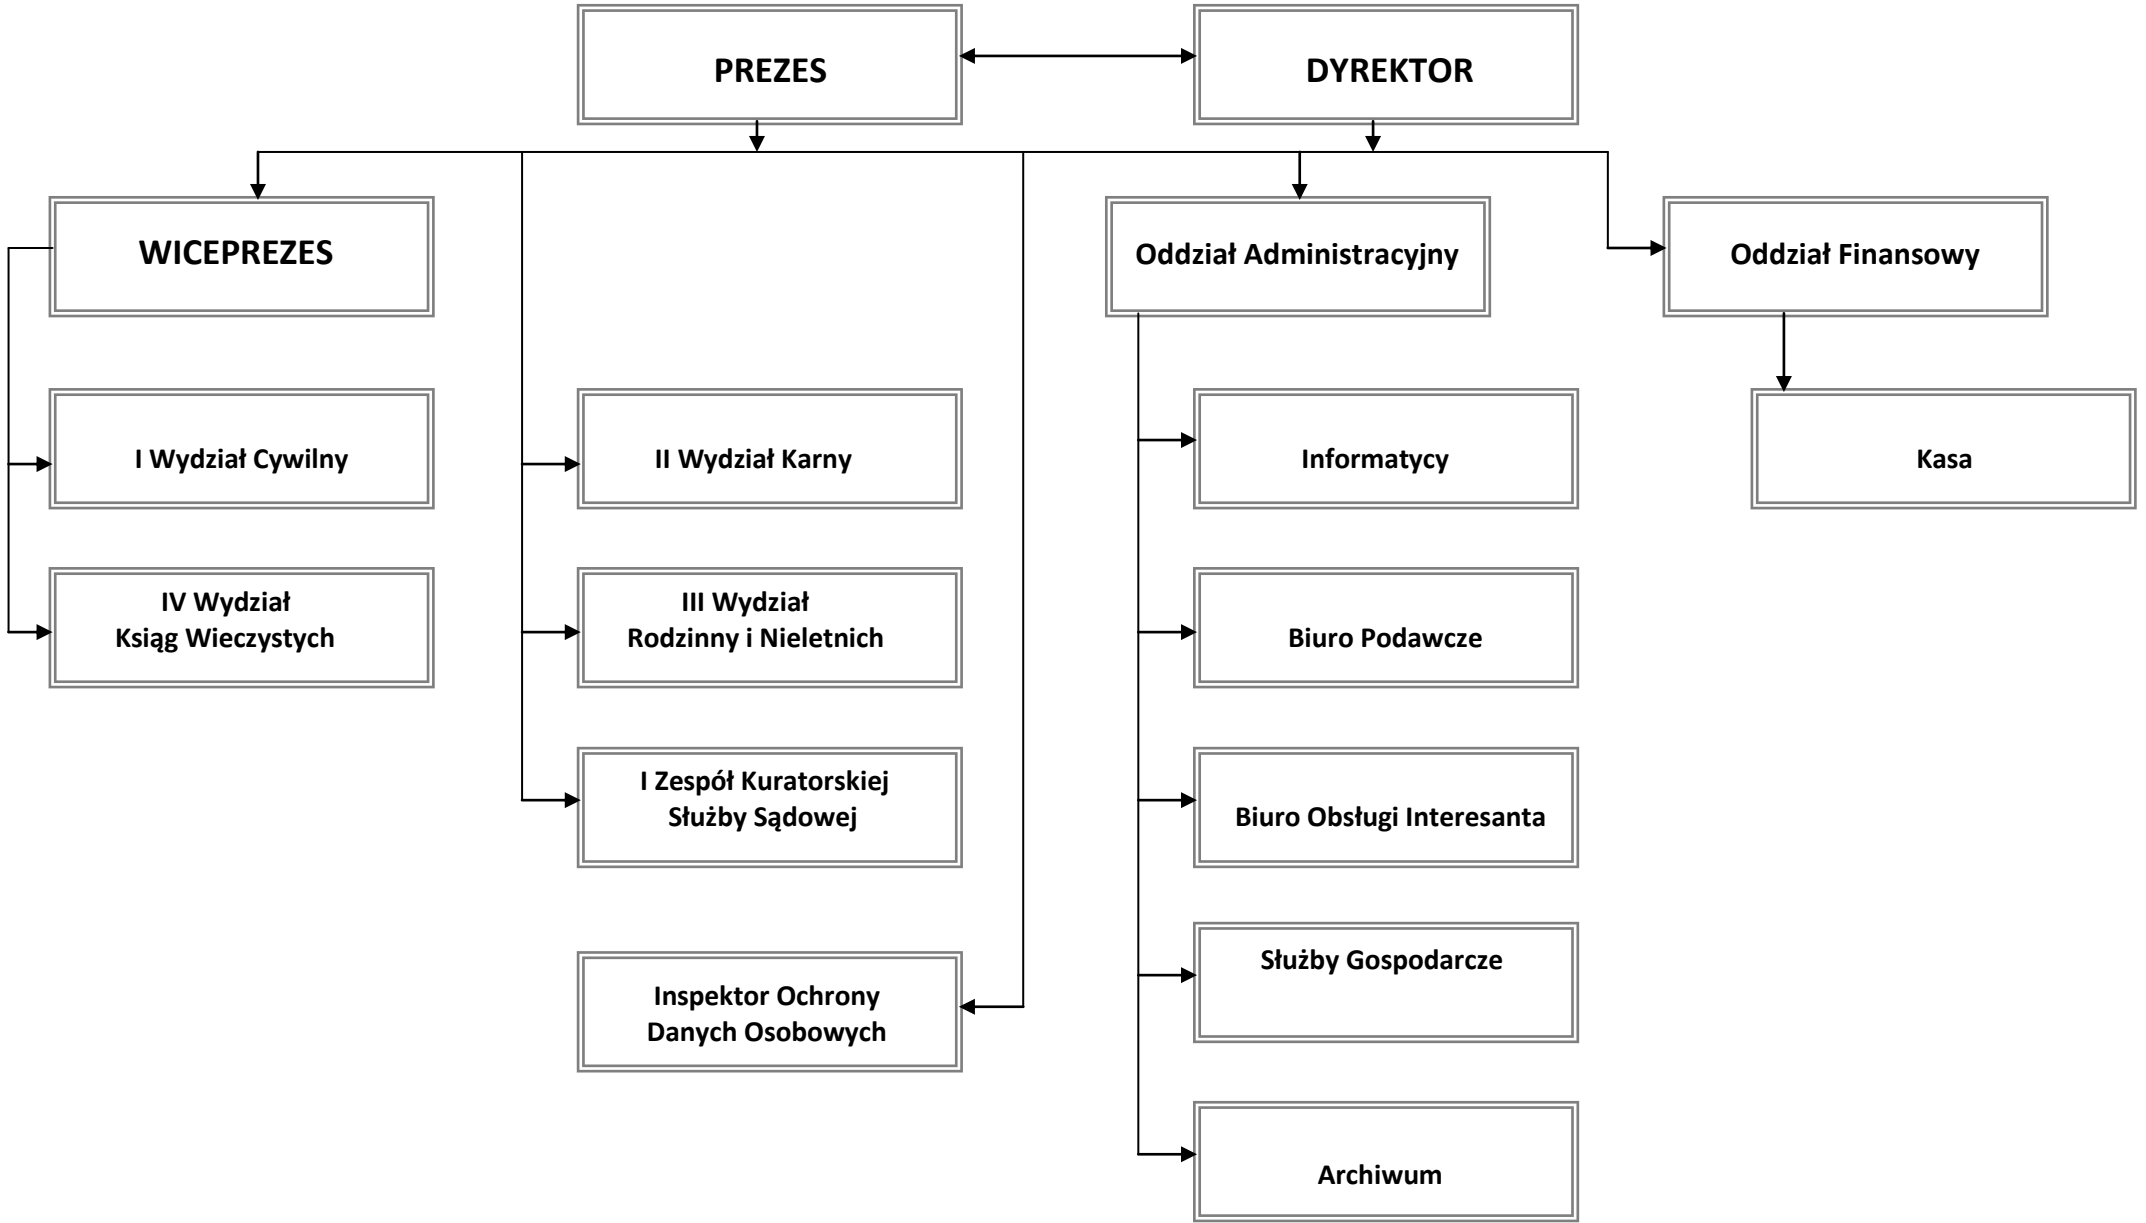 PREZES
DYREKTOR
WICEPREZES
Oddział Administracyjny
Oddział Finansowy
I Wydział Cywilny
II Wydział Karny
Informatycy
Kasa
IV Wydział
Ksiąg Wieczystych
III Wydział
Rodzinny i Nieletnich
Biuro Podawcze
I Zespół Kuratorskiej
Służby Sądowej
Biuro Obsługi Interesanta
Inspektor Ochrony
Danych Osobowych
Służby Gospodarcze
Archiwum